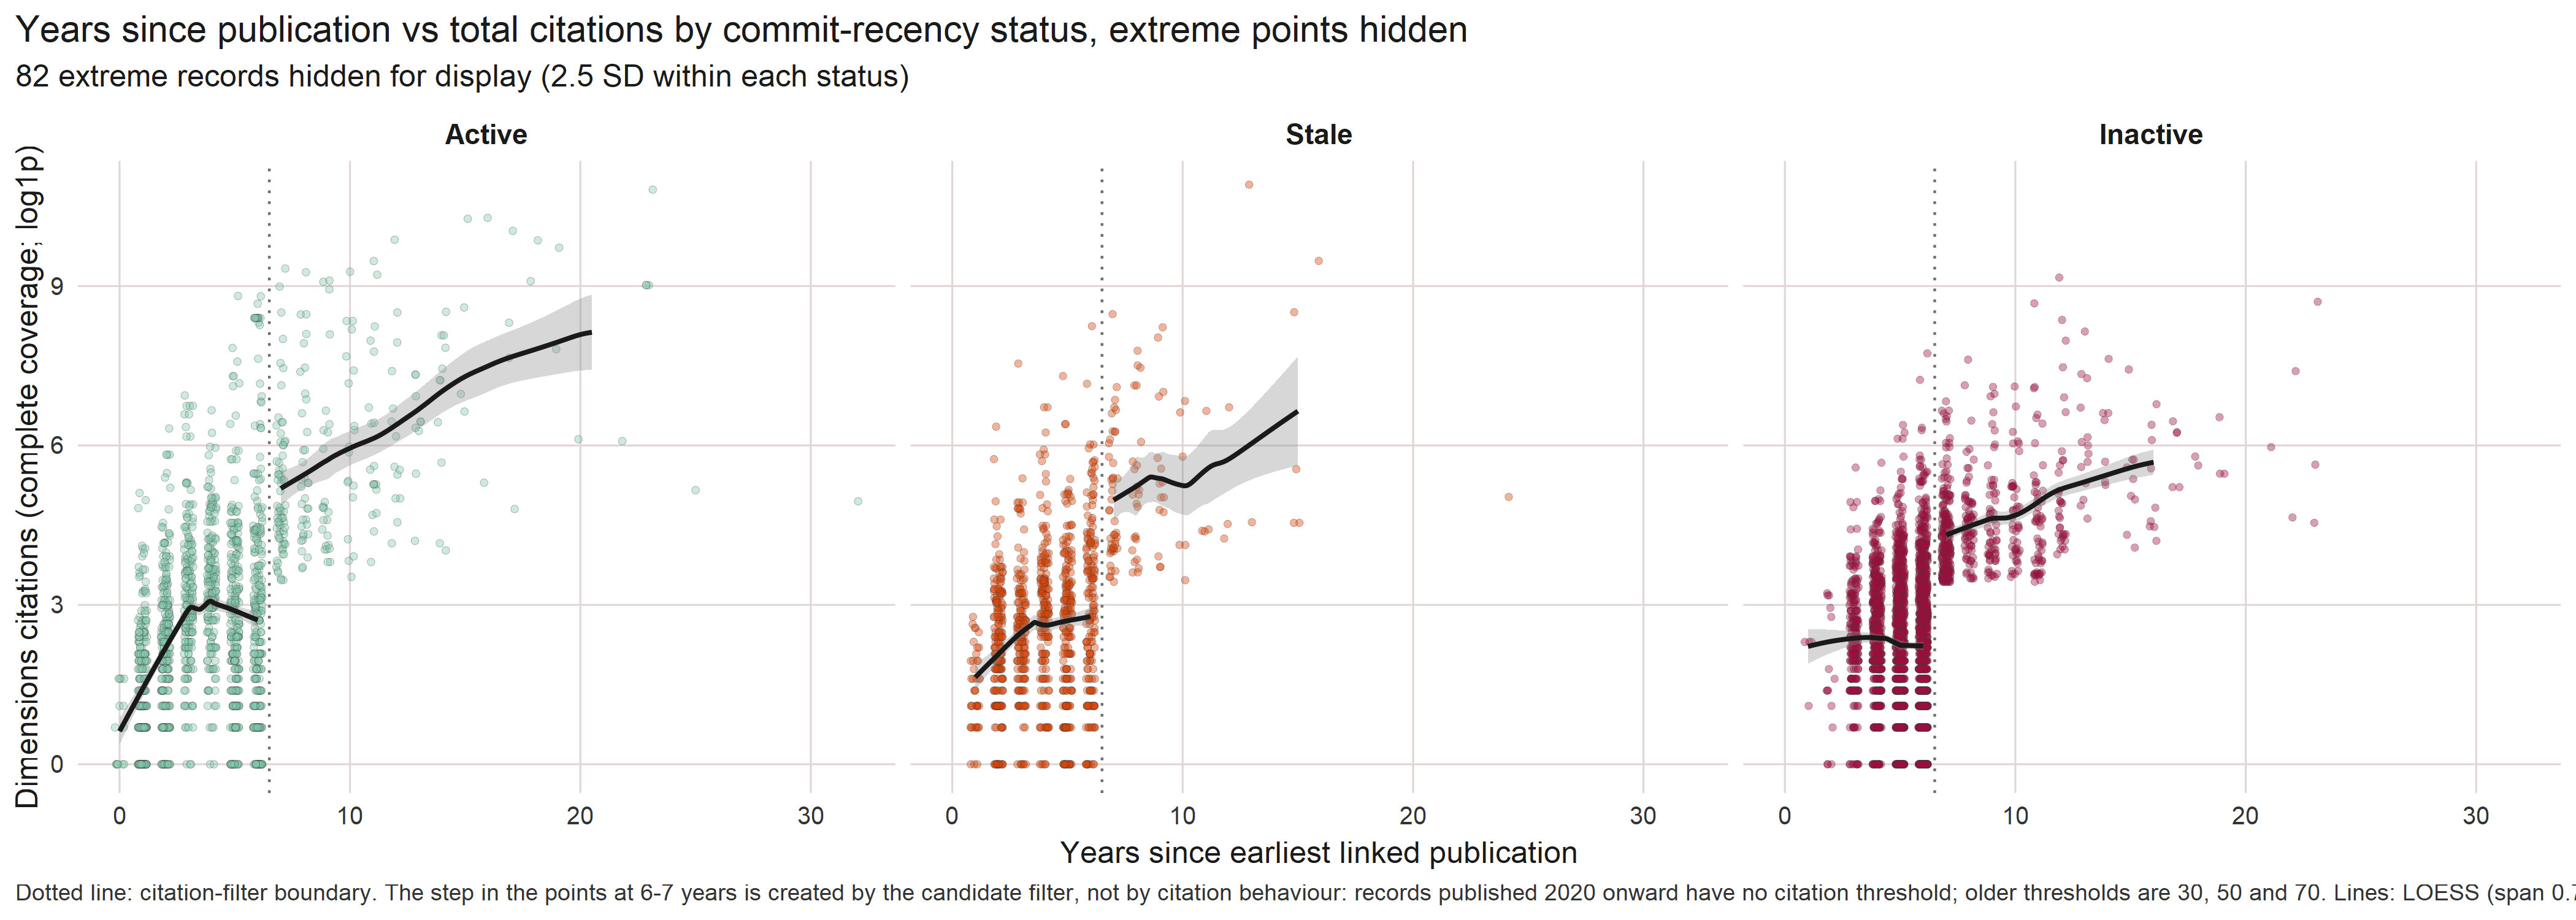 Years since publication vs total citations by commit-recency status, extreme points hidden
82 extreme records hidden for display (2.5 SD within each status)
Active
Stale
Inactive
Dimensions citations (complete coverage; log1p)
9
6
3
0
0 10 20 30
0 10 20 30
0 10 20 30
Years since earliest linked publication
Dotted line: citation-filter boundary. The step in the points at 6-7 years is created by the candidate filter, not by citation behaviour: records published 2020 onward have no citation threshold; older thresholds are 30, 50 and 70. Lines: LOESS (span